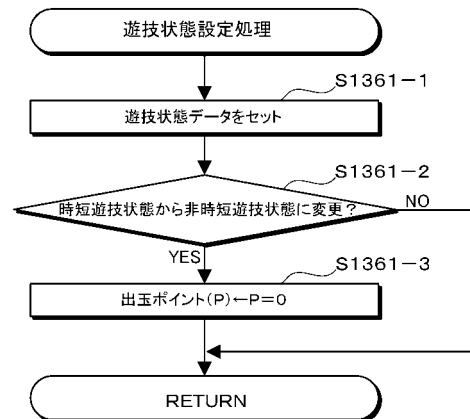 遊技状態設定処理
S1361-1
遊技状態データをセット
S1361-2
時短遊技状態から非時短遊技状態に変更?
NO
YES
S1361-3
出玉ポイント(P)←P=0
RETURN